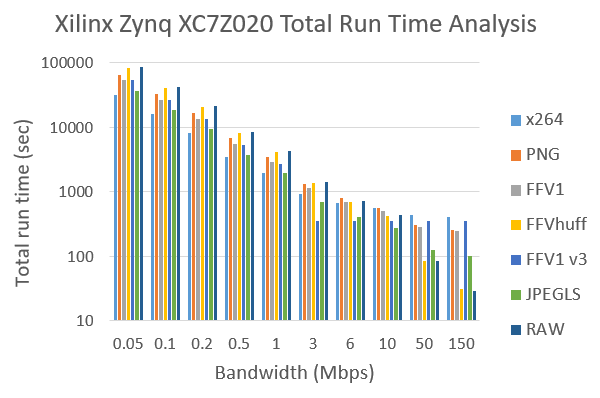 Xilinx Zynq XC7Z020 Total Run Time Analysis
Total run time (sec)
100000
10000
1000
100
10
0.05 0.1 0.2 0.5 1 3 6 10 50 150
Bandwidth (Mbps)
x264
PNG
FFV1
FFVhuff
FFV1 v3
JPEGLS
RAW